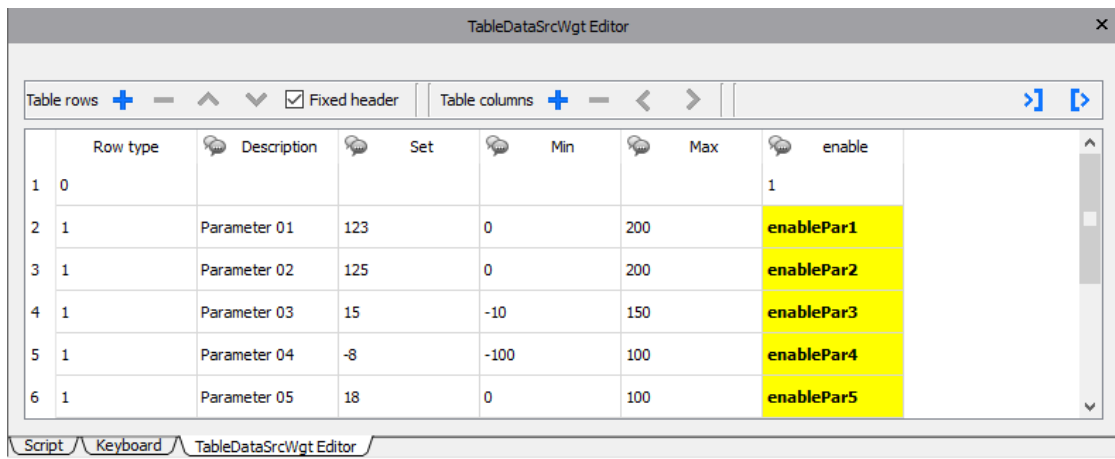 TableDataSrcWgt Editor
Table rows Fixed header Table columns
Row type Description Set Min Max enable
1 0 1
2 1 Parameter 01 123 0 200 enablePar1
3 1 Parameter 02 125 0 200 enablePar2
4 1 Parameter 03 15 -10 150 enablePar3
5 1 Parameter 04 -8 -100 100 enablePar4
6 1 Parameter 05 18 0 100 enablePar5
Script Keyboard TableDataSrcWgt Editor